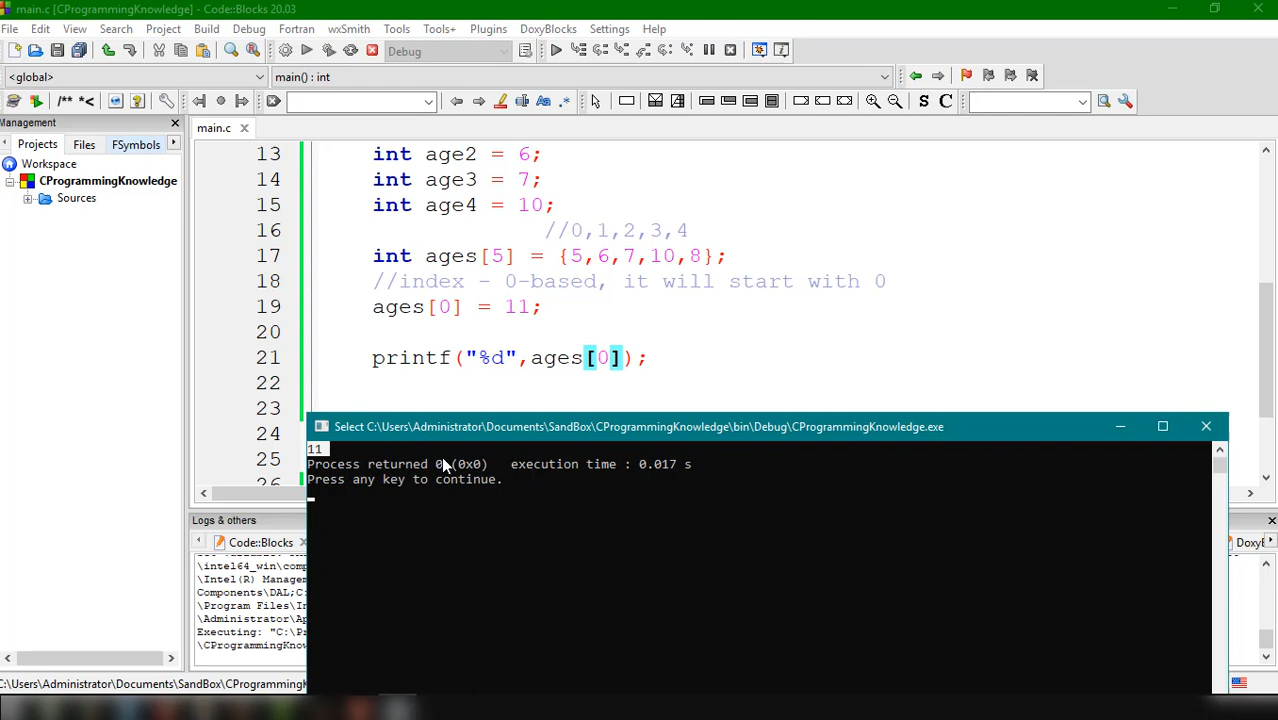 main.c [CProgrammingKnowledge] - Code::Blocks 20.03
File Edit View Search Project Build Debug Fortran wxSmith Tools Tools+ Plugins DoxyBlocks Settings Help
Debug
<global> main() : int
/** *< S C
Management
main.c
Projects Files FSymbols
Workspace
CProgrammingKnowledge
Sources
13 int age2 = 6;
14 int age3 = 7;
15 int age4 = 10;
16 //0,1,2,3,4
17 int ages[5] = {5,6,7,10,8};
18 //index - 0-based, it will start with 0
19 ages[0] = 11;
20
21 printf("%d",ages[0]);
22
23
24
25
26
Select C:\Users\Administrator\Documents\SandBox\CProgrammingKnowledge\bin\Debug\CProgrammingKnowledge.exe
11
Process returned 0 (0x0) execution time : 0.017 s
Press any key to continue.
Logs & others
Code::Blocks
DoxyB
\intel64_win\comp
\Intel(R) Manageme
Components\DAL;C:
\Program Files\In
\Administrator\Ap
Executing: "C:\Pr
\CProgrammingKnow
C:\Users\Administrator\Documents\SandBox\CProgrammingK